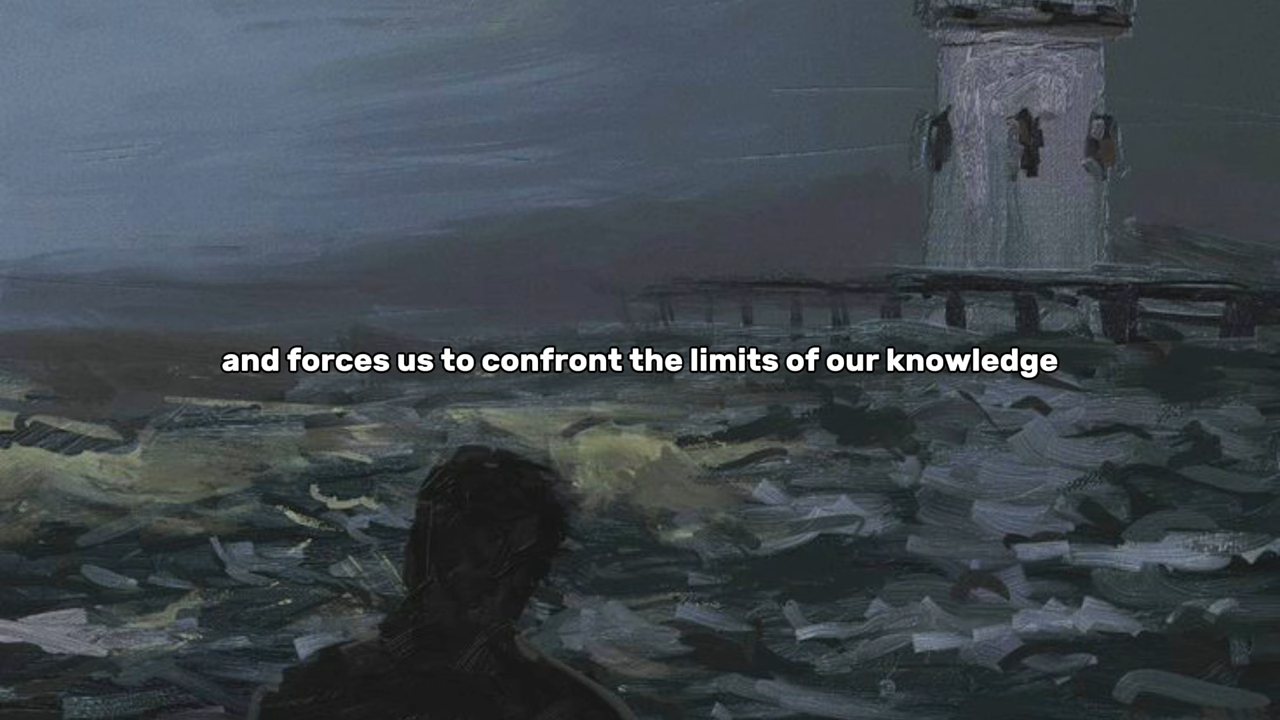 and forces us to confront the limits of our knowledge